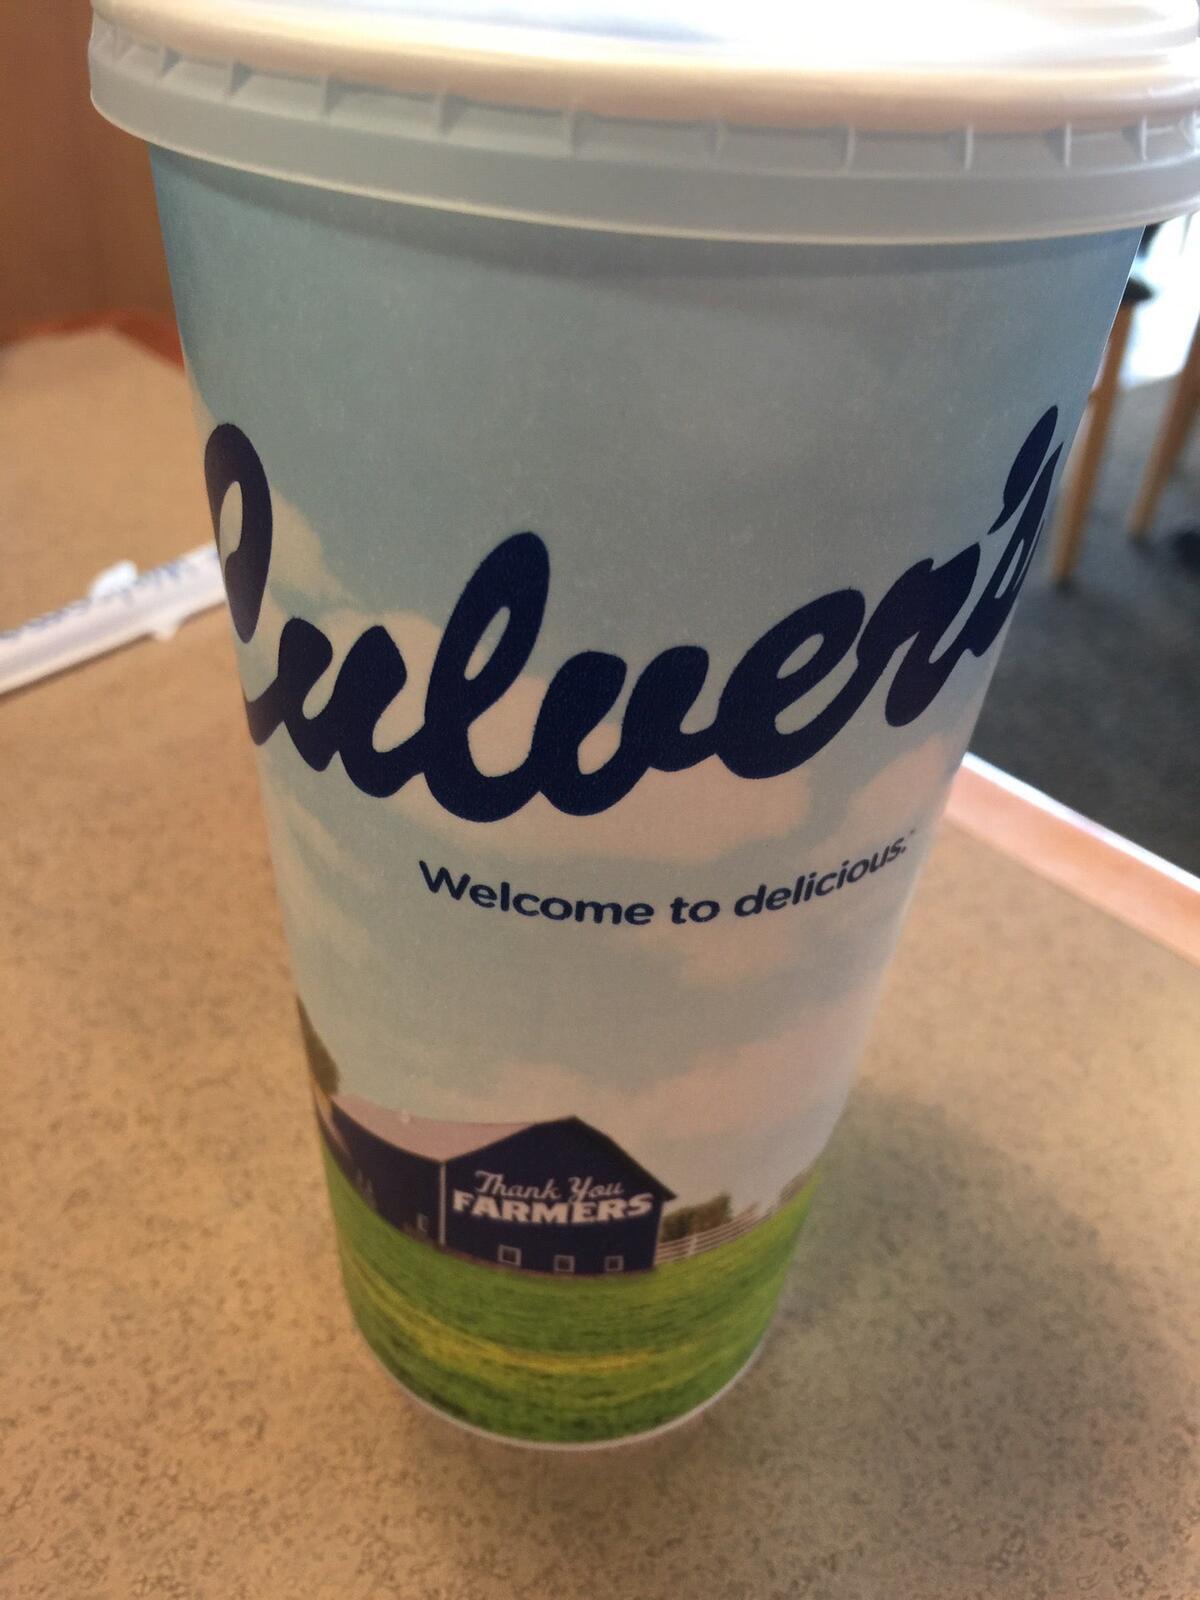 Culver's
Welcome to delicious.
Thank You
FARMERS